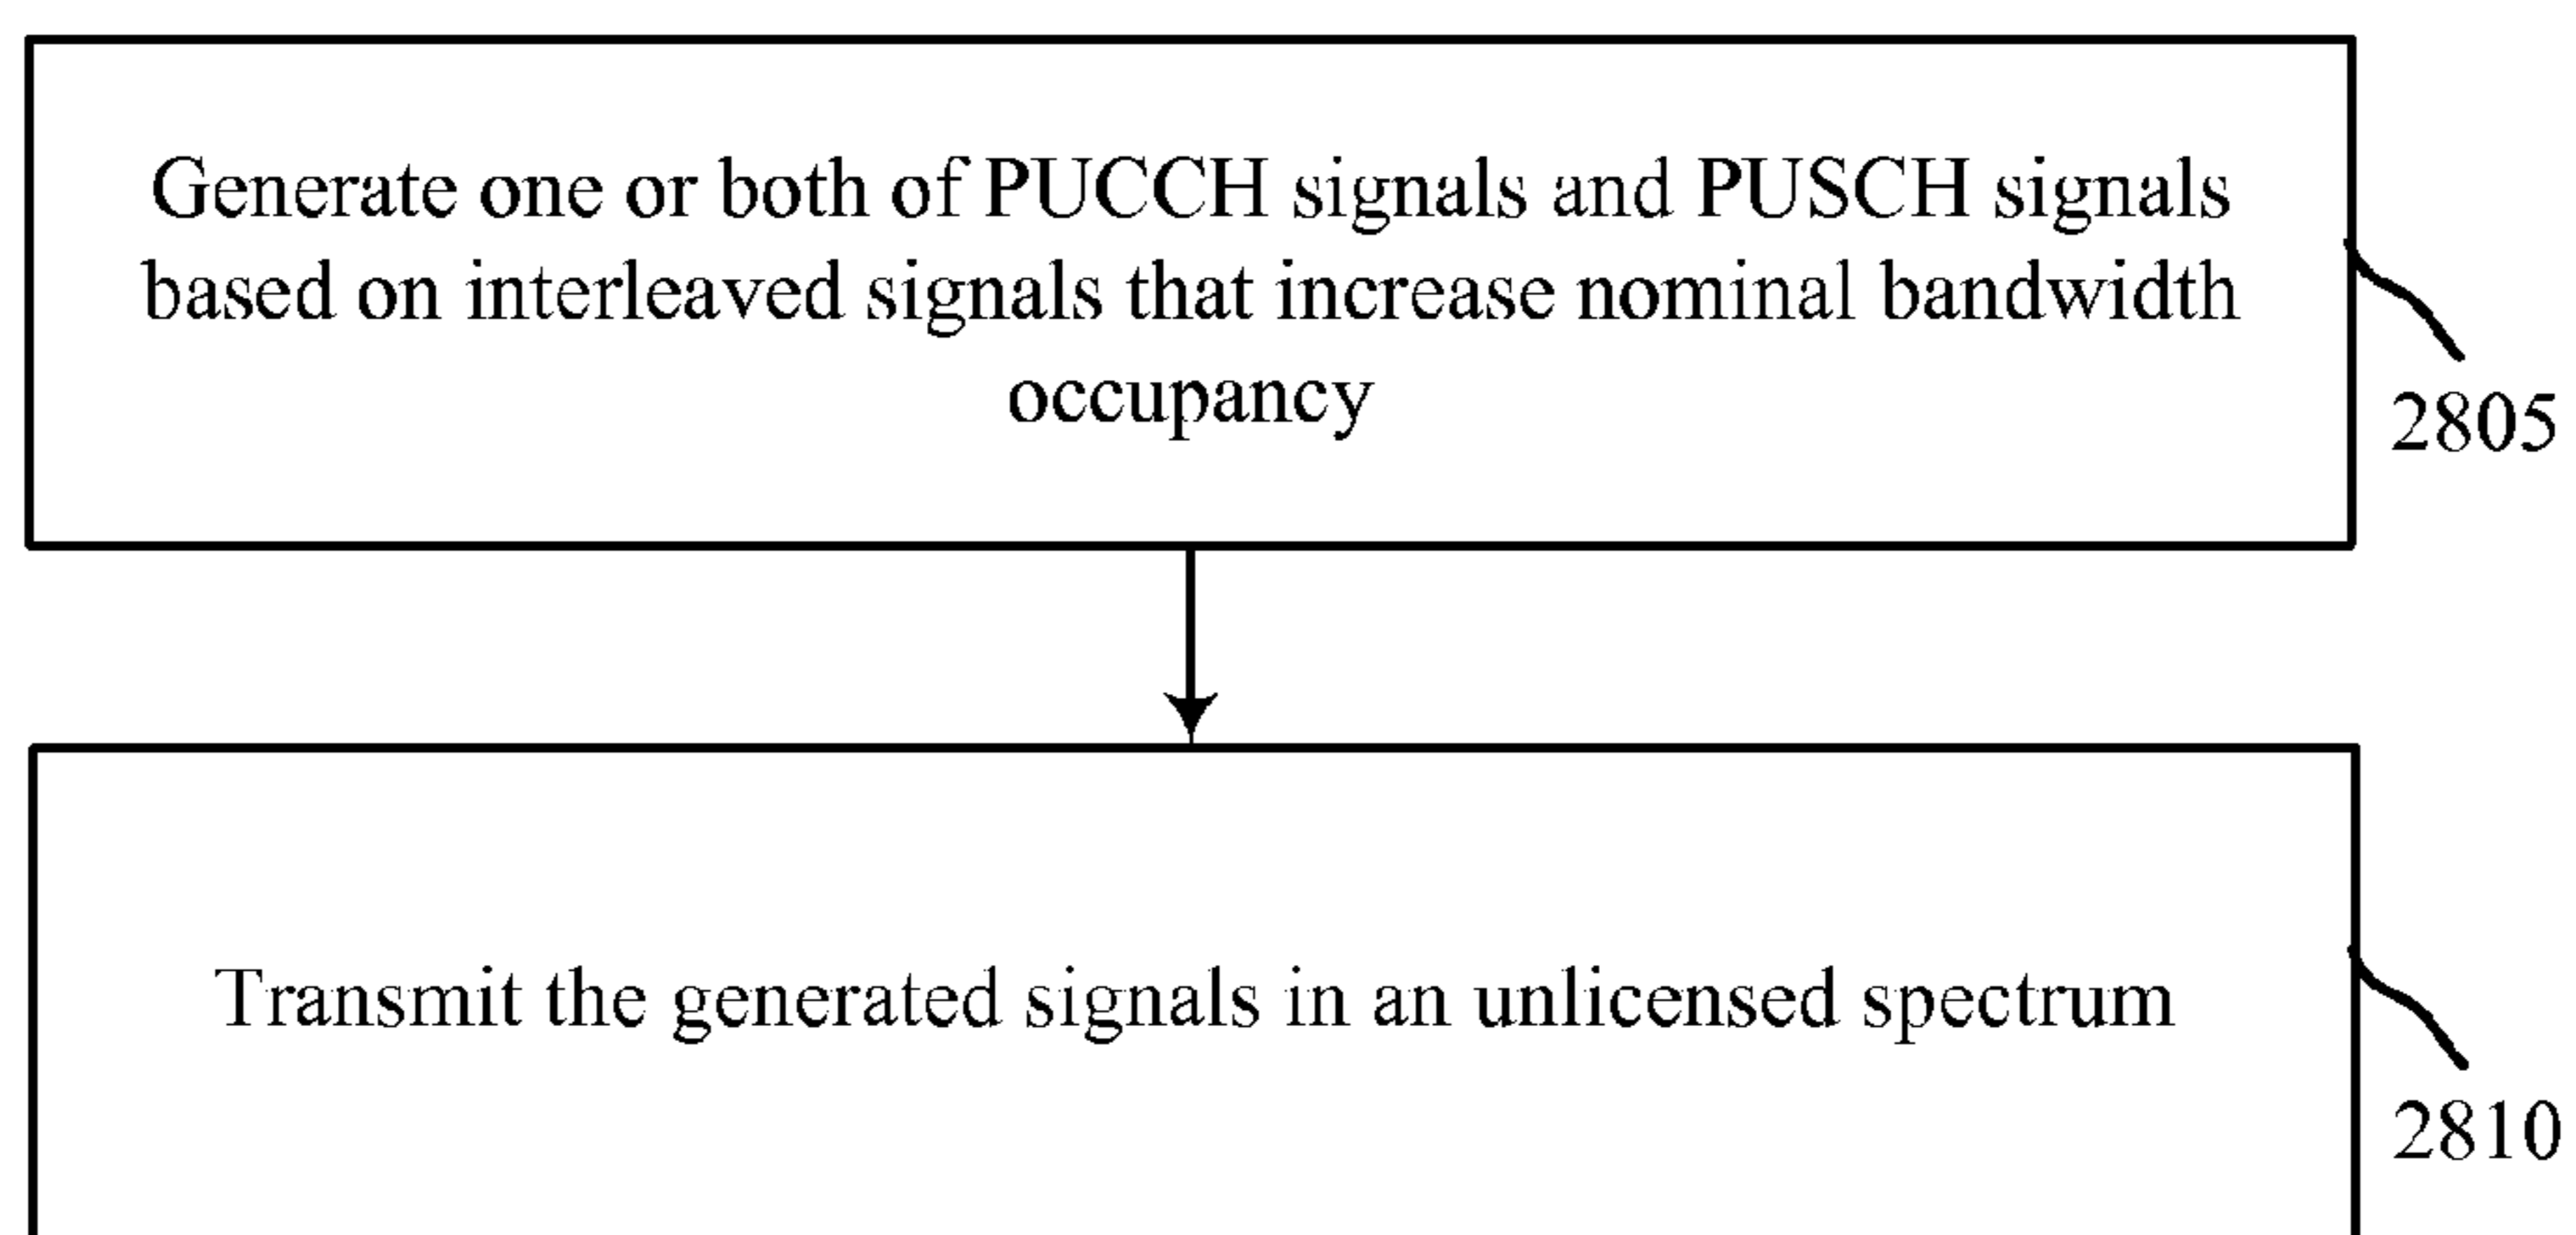 Generate one or both of PUCCH signals and PUSCH signals
based on interleaved signals that increase nominal bandwidth
occupancy
2805
Transmit the generated signals in an unlicensed spectrum
2810